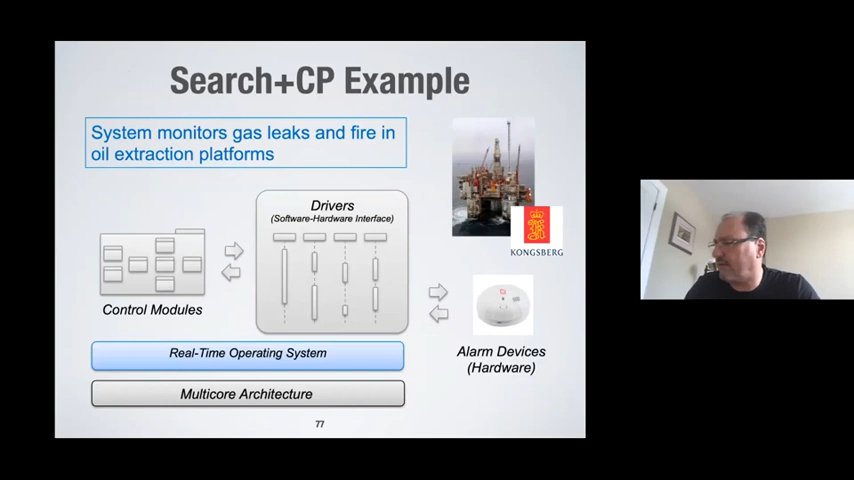 Search+CP Example
System monitors gas leaks and fire in
oil extraction platforms
Drivers
(Software-Hardware Interface)
KONGSBERG
Control Modules
Real-Time Operating System
Alarm Devices
(Hardware)
Multicore Architecture
77